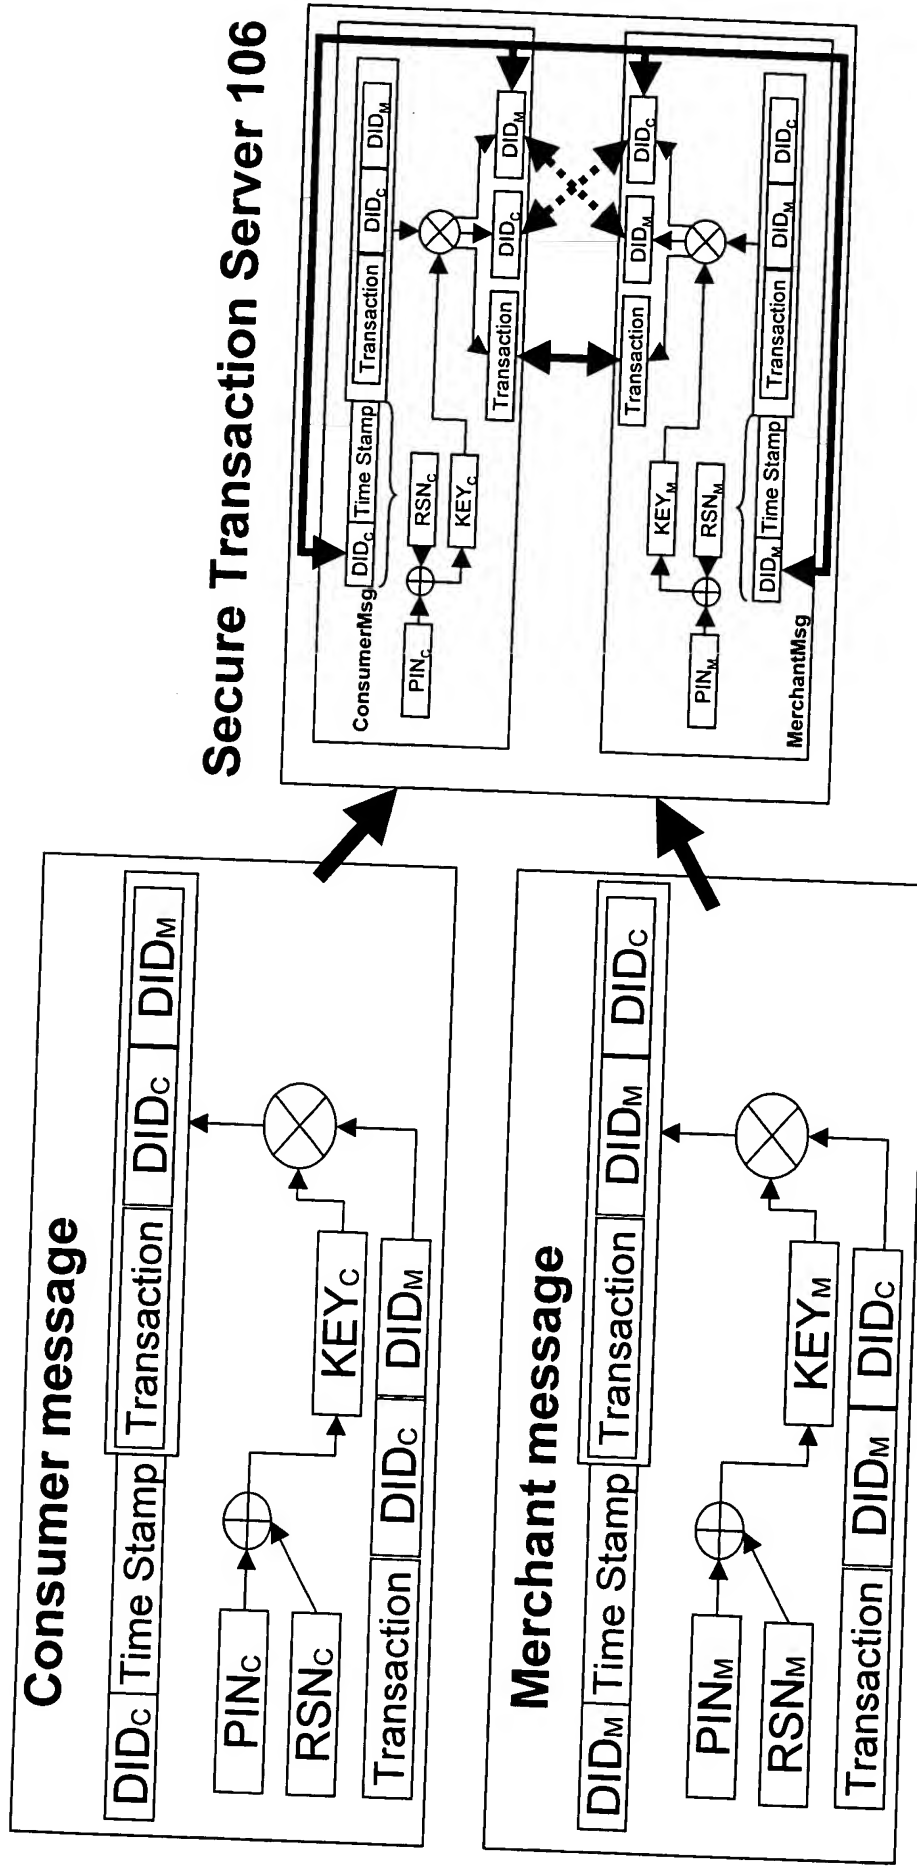 Consumer message
DIDC Time Stamp Transaction DIDC DIDM
PINC
RSNC
KEYC
Transaction DIDC DIDM
Merchant message
DIDM Time Stamp Transaction DIDM DIDC
PINM
RSNM
KEYM
Transaction DIDM DIDC
Secure Transaction Server 106
DIDC Time Stamp Transaction DIDC DIDM
ConsumerMsg
PINC
RSNC
KEYC
Transaction DIDC DIDM
Transaction DIDM DIDC
KEYM
RSNM
PINM
DIDM Time Stamp Transaction DIDM DIDC
MerchantMsg